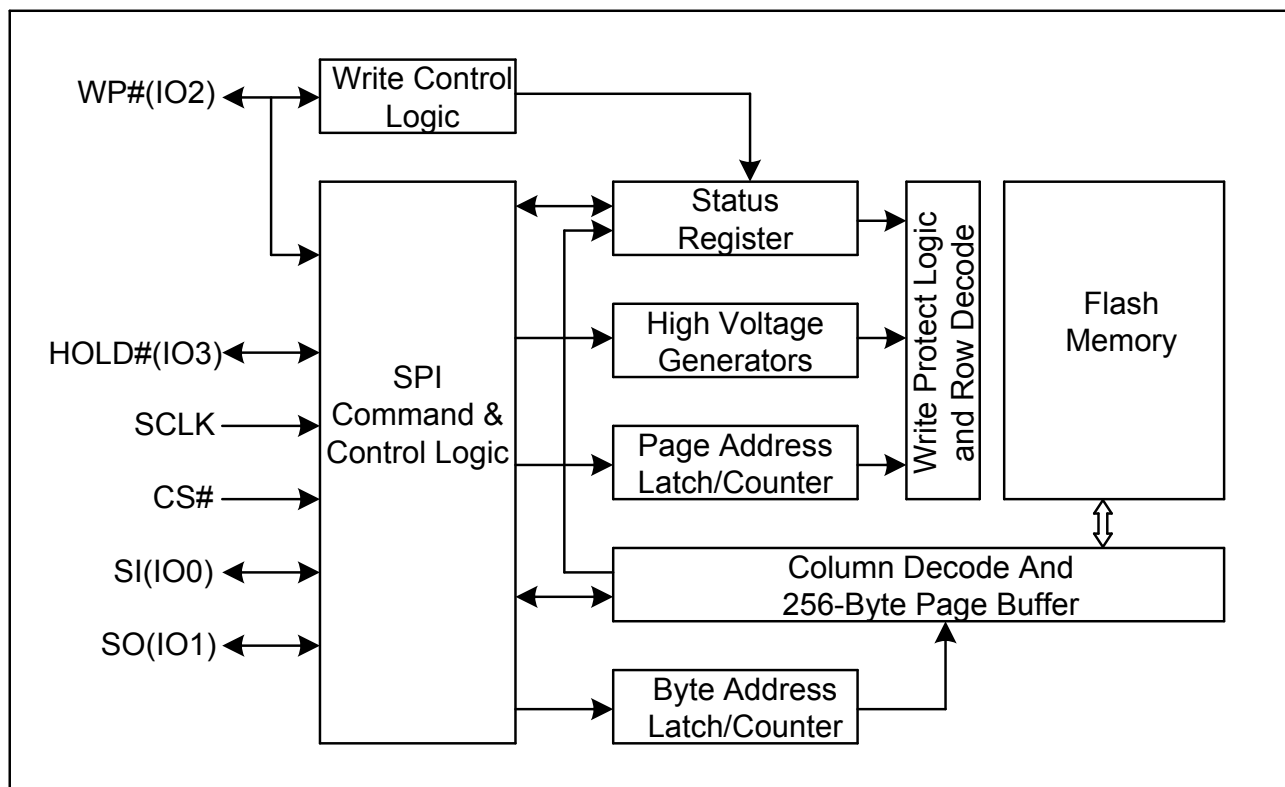 WP#(IO2)
Write Control
Logic
Status
Register
High Voltage
Generators
Page Address
Latch/Counter
Write Protect Logic
and Row Decode
Flash
Memory
HOLD#(IO3)
SCLK
CS#
SI(IO0)
SO(IO1)
SPI
Command &
Control Logic
Column Decode And
256-Byte Page Buffer
Byte Address
Latch/Counter